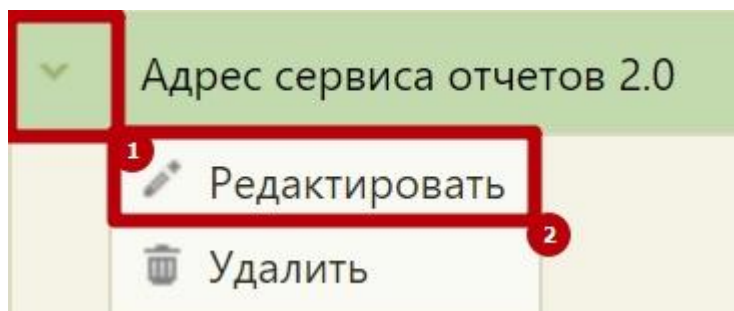 Адрес сервиса отчетов 2.0
1
Редактировать
2
Удалить